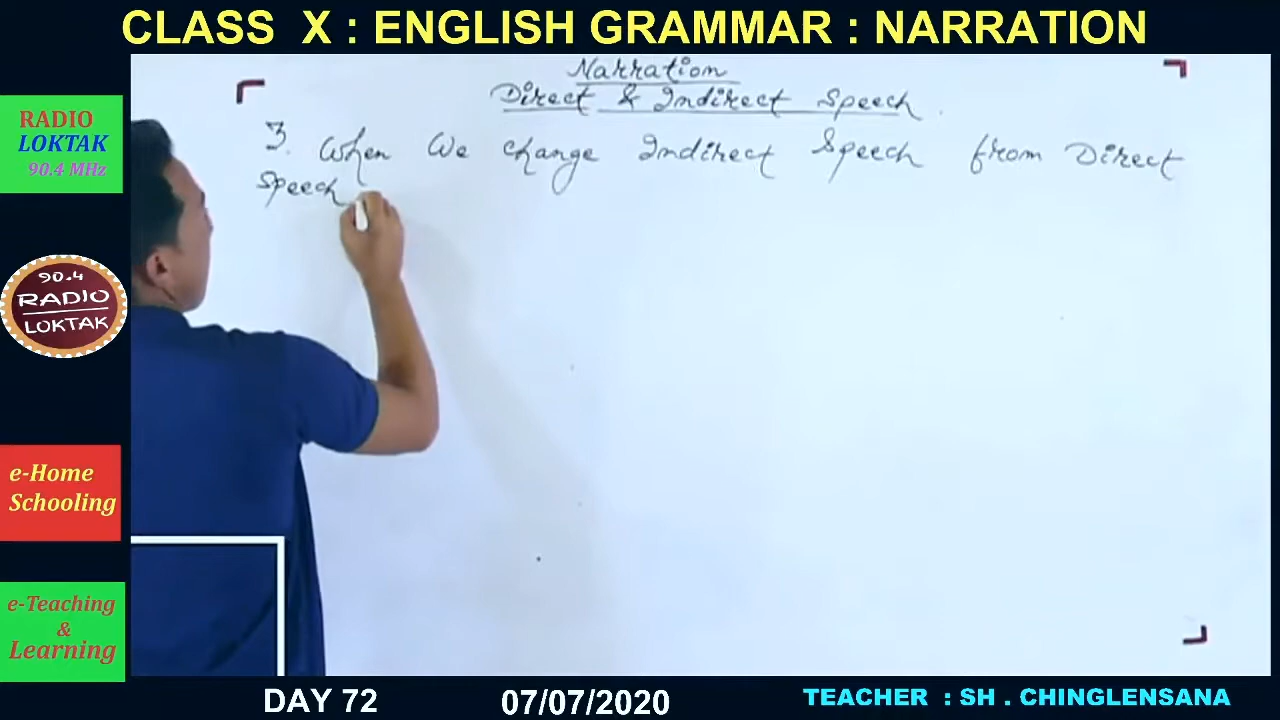 CLASS X : ENGLISH GRAMMAR : NARRATION
Narration
Direct & Indirect Speech
3. When We change Indirect Speech from Direct
Speech
RADIO
LOKTAK
90.4 MHz
90.4
RADIO
LOKTAK
e-Home
Schooling
e-Teaching
&
Learning
DAY 72
07/07/2020
TEACHER : SH . CHINGLENSANA